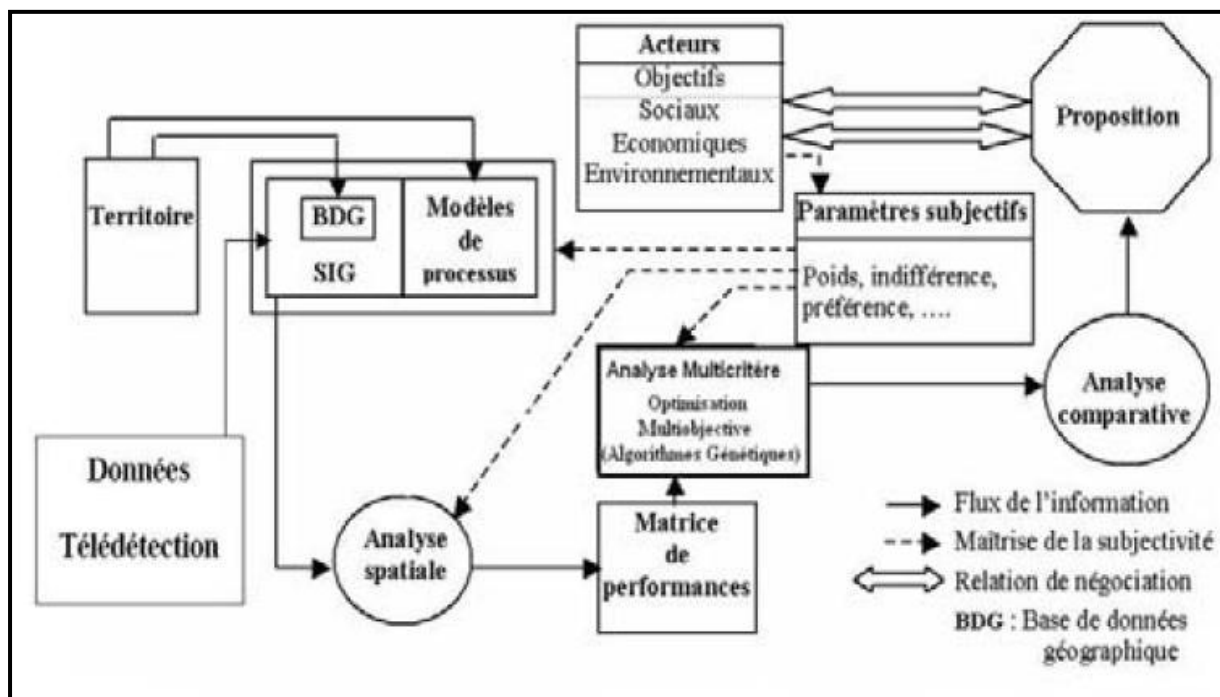 Acteurs
Objectifs
Sociaux
Economiques
Environnementaux
Proposition
Territoire
BDG
SIG
Modèles
de
processus
Paramètres subjectifs
Poids, indifférence,
préférence, ....
Analyse Multicritère
Optimisation
Multiobjective
(Algorithmes Génétiques)
Analyse
comparative
Données
Télédétection
Analyse
spatiale
Matrice
de
performances
Flux de l'information
Maîtrise de la subjectivité
Relation de négociation
BDG : Base de données
géographique